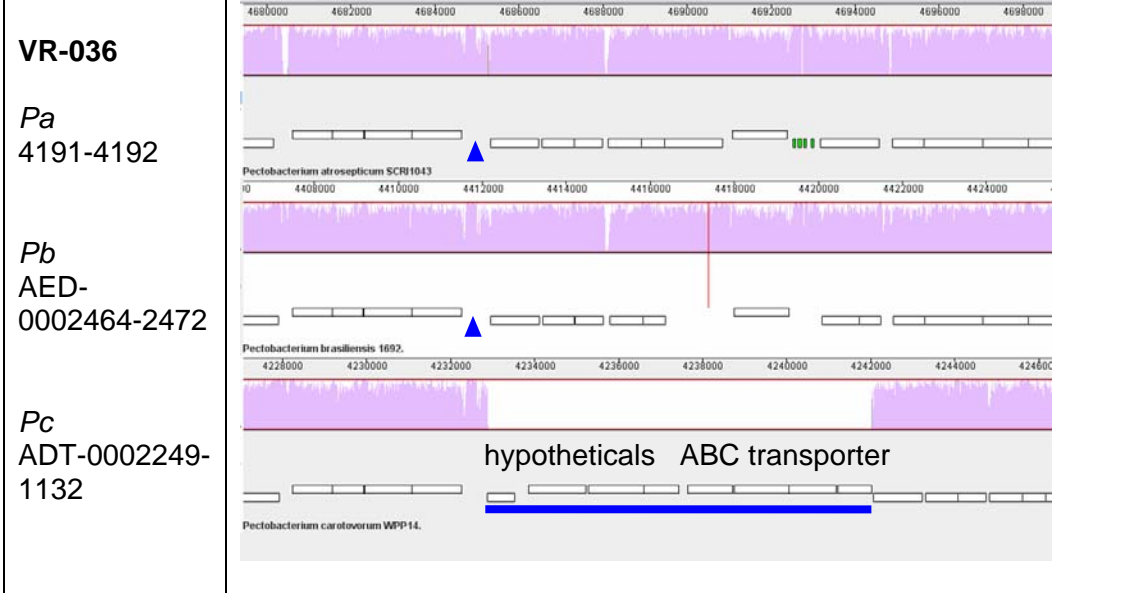 VR-036
Pa
4191-4192
4680000 4682000 4684000 4686000 4688000 4690000 4692000 4694000 4696000 4698000
Pectobacterium atrosepticum SCRI1043
Pb
AED-
0002464-2472
00 4408000 4410000 4412000 4414000 4416000 4418000 4420000 4422000 4424000
Pectobacterium brasiliensis 1692.
Pc
ADT-0002249-
1132
4228000 4230000 4232000 4234000 4236000 4238000 4240000 4242000 4244000 42460
hypotheticals ABC transporter
Pectobacterium carotovorum WPP14.